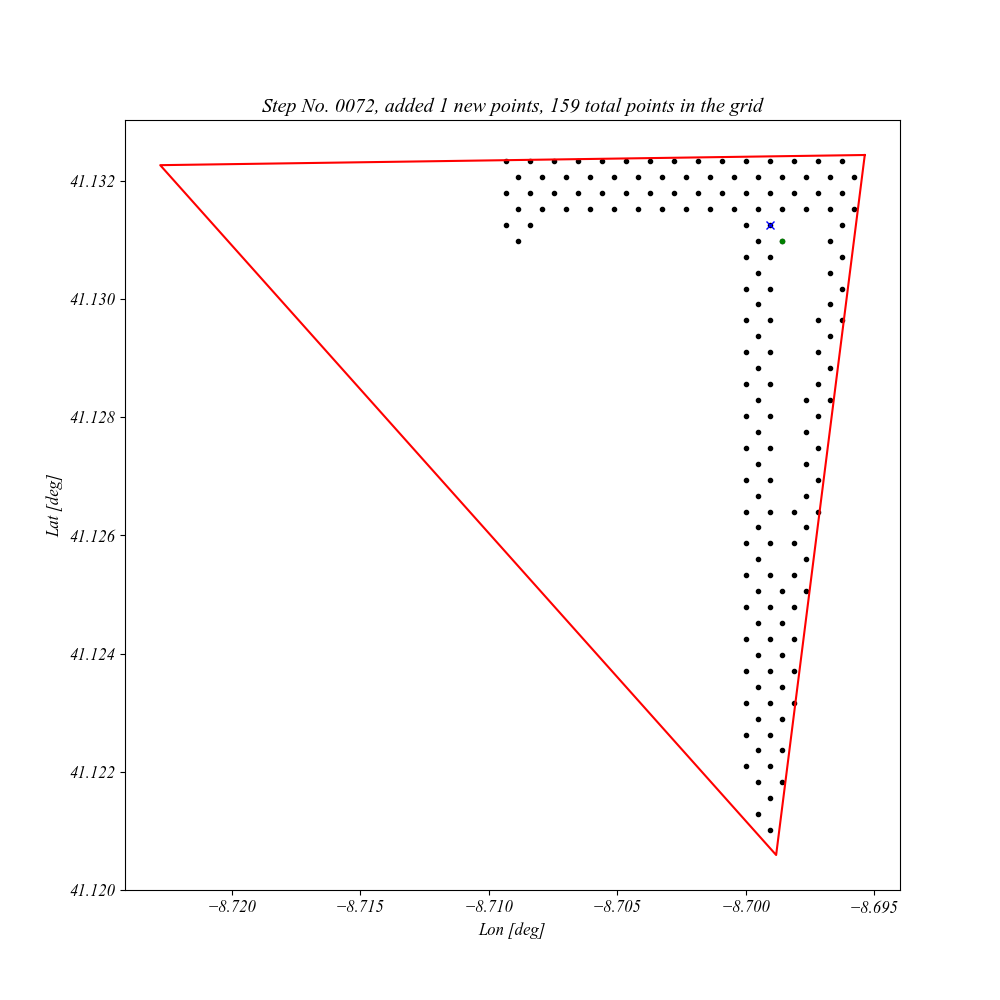 Step No. 0072, added 1 new points, 159 total points in the grid
41.132
41.130
41.128
41.126
41.124
41.122
41.120
Lat [deg]
−8.720 −8.715 −8.710 −8.705 −8.700 −8.695
Lon [deg]